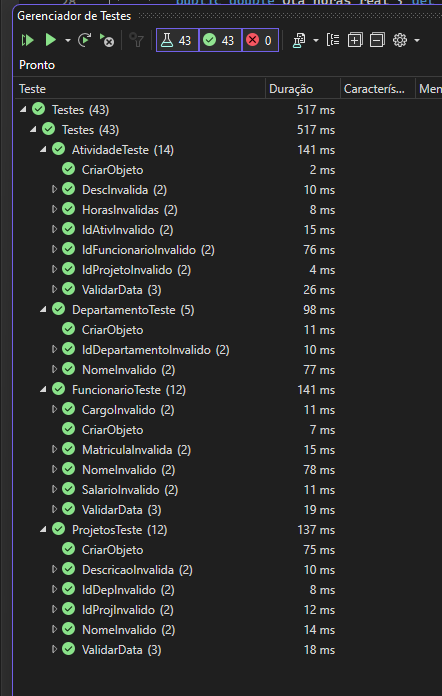 28 public double Qtd_horas_real { get
Gerenciador de Testes
43 43 0
Pronto
Teste Duração Caracterís... Men
Testes (43) 517 ms
Testes (43) 517 ms
AtividadeTeste (14) 141 ms
CriarObjeto 2 ms
DescInvalida (2) 10 ms
HorasInvalidas (2) 8 ms
IdAtivInvalido (2) 15 ms
IdFuncionarioInvalido (2) 76 ms
IdProjetoInvalido (2) 4 ms
ValidarData (3) 26 ms
DepartamentoTeste (5) 98 ms
CriarObjeto 11 ms
IdDepartamentoInvalido (2) 10 ms
NomeInvalido (2) 77 ms
FuncionarioTeste (12) 141 ms
CargoInvalido (2) 11 ms
CriarObjeto 7 ms
MatriculaInvalida (2) 15 ms
NomeInvalido (2) 78 ms
SalarioInvalido (2) 11 ms
ValidarData (3) 19 ms
ProjetosTeste (12) 137 ms
CriarObjeto 75 ms
DescricaoInvalida (2) 10 ms
IdDepInvalido (2) 8 ms
IdProjInvalido (2) 12 ms
NomeInvalido (2) 14 ms
ValidarData (3) 18 ms